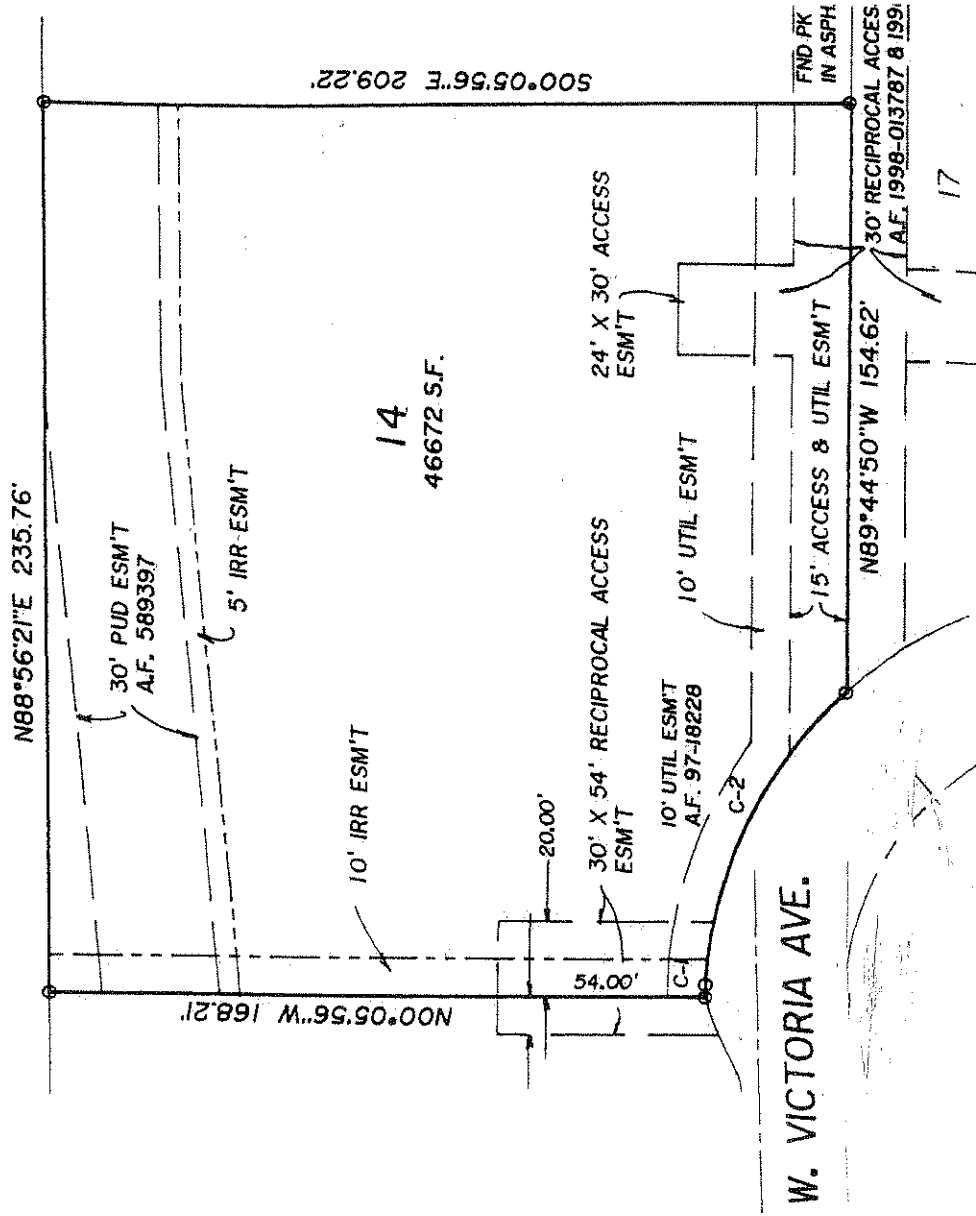 N88°56'21"E 235.76'
S00°05'56"E 209.22'
30' PUD ESM'T
A.F. 589397
5' IRR ESM'T
14
46672 S.F.
10' IRR ESM'T
N00°05'56"W 168.21'
20.00'
54.00'
30' X 54' RECIPROCAL ACCESS
ESM'T
10' UTIL ESM'T
A.F. 97-18228
C-1
C-2
10' UTIL ESM'T
24' X 30' ACCESS
ESM'T
15' ACCESS & UTIL ESM'T
N89°44'50"W 154.62'
FND PK
IN ASPH.
30' RECIPROCAL ACCES
A.F. 1998-013787 & 199
17
W. VICTORIA AVE.